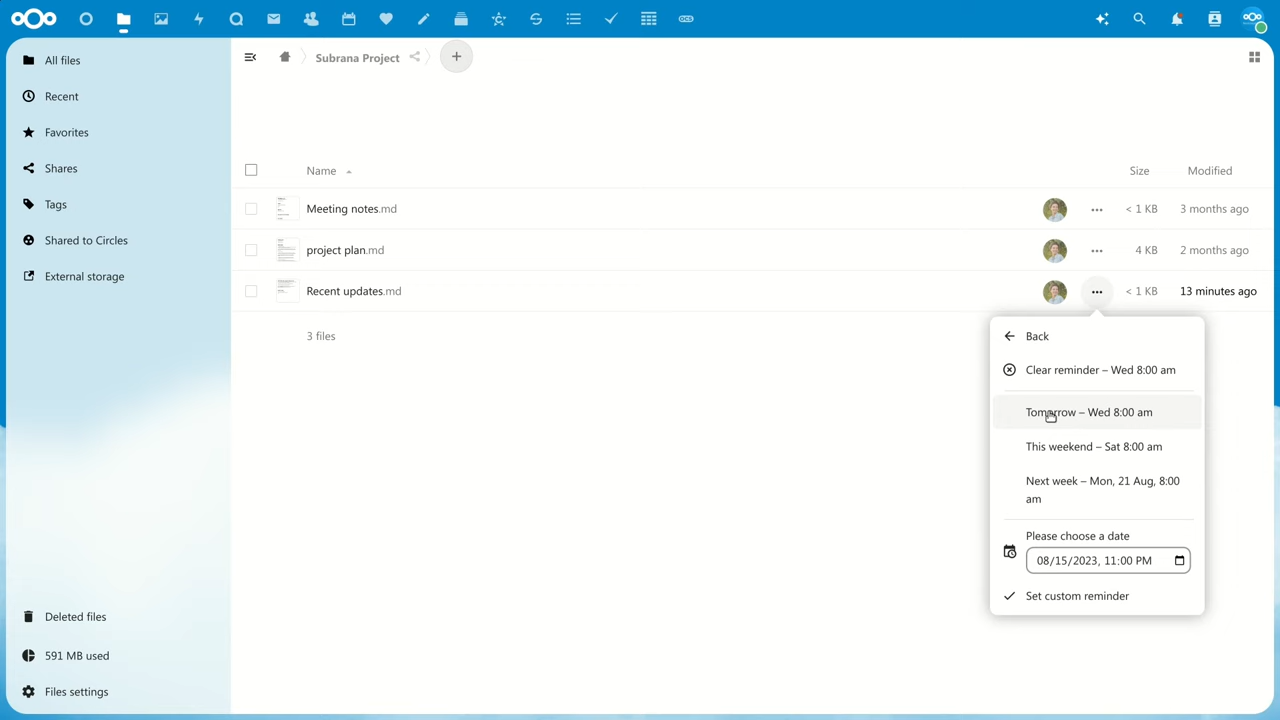 All files
Recent
Favorites
Shares
Tags
Shared to Circles
External storage
Deleted files
591 MB used
Files settings
Subrana Project
Name Size Modified
Meeting notes.md < 1 KB 3 months ago
project plan.md 4 KB 2 months ago
Recent updates.md < 1 KB 13 minutes ago
3 files
Back
Clear reminder – Wed 8:00 am
Tomorrow – Wed 8:00 am
This weekend – Sat 8:00 am
Next week – Mon, 21 Aug, 8:00
am
Please choose a date
08/15/2023, 11:00 PM
Set custom reminder